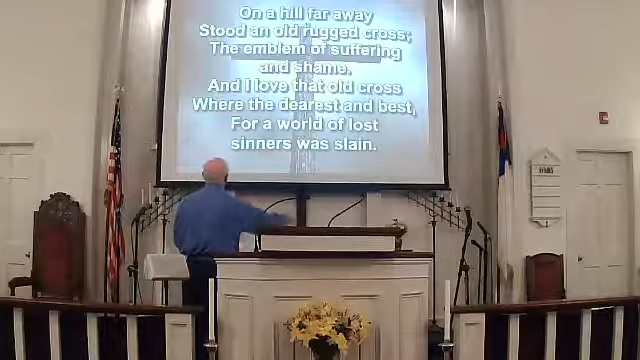 On a hill far away
Stood an old rugged cross;
The emblem of suffering
and shame.
And I love that old cross
Where the dearest and best,
For a world of lost
sinners was slain.
HYMNS